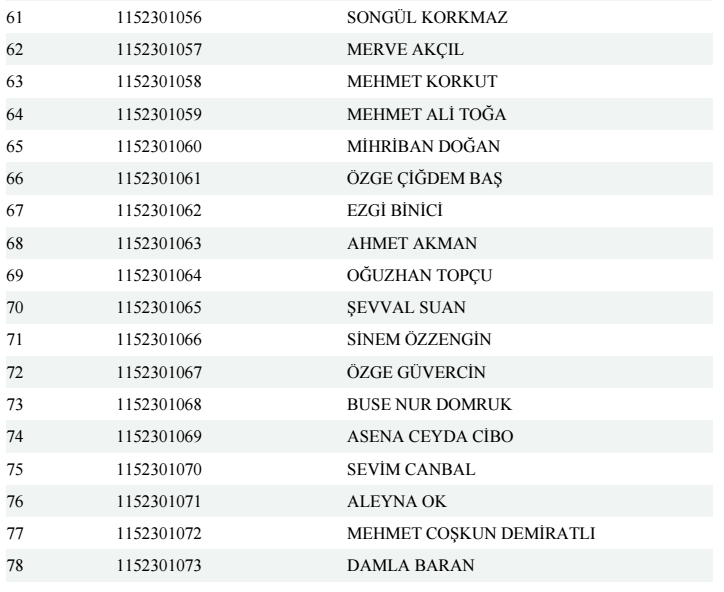 61 1152301056 SONGÜL KORKMAZ
62 1152301057 MERVE AKÇIL
63 1152301058 MEHMET KORKUT
64 1152301059 MEHMET ALİ TOĞA
65 1152301060 MİHRİBAN DOĞAN
66 1152301061 ÖZGE ÇİĞDEM BAŞ
67 1152301062 EZGİ BİNİCİ
68 1152301063 AHMET AKMAN
69 1152301064 OĞUZHAN TOPÇU
70 1152301065 ŞEVVAL SUAN
71 1152301066 SİNEM ÖZZENGİN
72 1152301067 ÖZGE GÜVERCİN
73 1152301068 BUSE NUR DOMRUK
74 1152301069 ASENA CEYDA CİBO
75 1152301070 SEVİM CANBAL
76 1152301071 ALEYNA OK
77 1152301072 MEHMET COŞKUN DEMİRATLI
78 1152301073 DAMLA BARAN